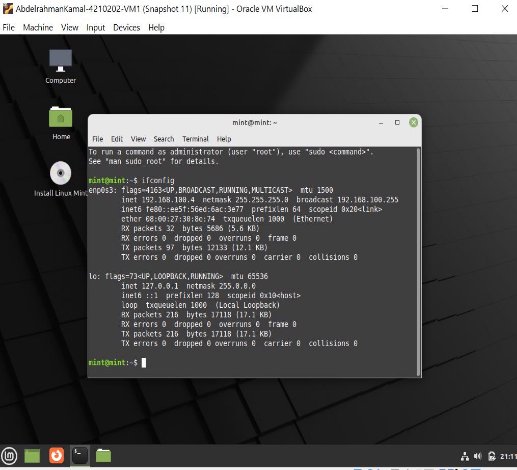 AbdelrahmanKamal-4210202-VM1 (Snapshot 11) [Running] - Oracle VM VirtualBox
File Machine View Input Devices Help
Computer
Home
Install Linux Mint
mint@mint: ~
File Edit View Search Terminal Help
To run a command as administrator (user "root"), use "sudo <command>".
See "man sudo_root" for details.
mint@mint:~$ ifconfig
enp0s3: flags=4163<UP,BROADCAST,RUNNING,MULTICAST> mtu 1500
inet 192.168.100.4 netmask 255.255.255.0 broadcast 192.168.100.255
inet6 fe80::ee5f:56ed:6ac:3e77 prefixlen 64 scopeid 0x20<link>
ether 08:00:27:30:8c:74 txqueuelen 1000 (Ethernet)
RX packets 32 bytes 5686 (5.6 KB)
RX errors 0 dropped 0 overruns 0 frame 0
TX packets 97 bytes 12133 (12.1 KB)
TX errors 0 dropped 0 overruns 0 carrier 0 collisions 0
lo: flags=73<UP,LOOPBACK,RUNNING> mtu 65536
inet 127.0.0.1 netmask 255.0.0.0
inet6 ::1 prefixlen 128 scopeid 0x10<host>
loop txqueuelen 1000 (Local Loopback)
RX packets 216 bytes 17118 (17.1 KB)
RX errors 0 dropped 0 overruns 0 frame 0
TX packets 216 bytes 17118 (17.1 KB)
TX errors 0 dropped 0 overruns 0 carrier 0 collisions 0
mint@mint:~$
21:11